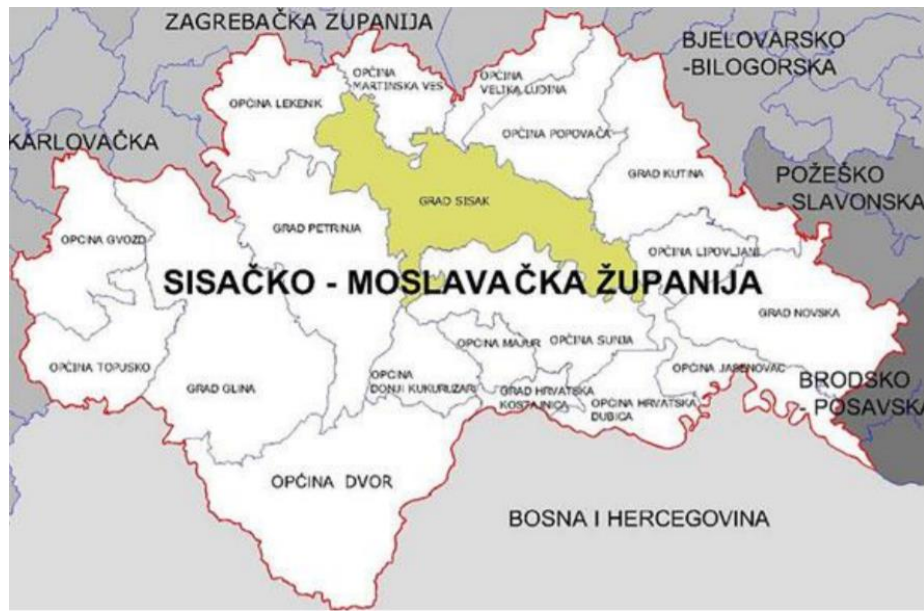 ZAGREBAČKA ŽUPANIJA
BJELOVARSKO
-BILOGORSKA
OPĆINA
MARTINSKA VES
OPĆINA
VELIKA LUDINA
OPĆINA LEKENIK
OPĆINA POPOVAČA
KARLOVAČKA
GRAD KUTINA
POŽEŠKO
- SLAVONSKA
GRAD SISAK
GRAD PETRINJA
OPĆINA GVOZD
OPĆINA LIPOVLJANI
SISAČKO - MOSLAVAČKA ŽUPANIJA
GRAD NOVSKA
OPĆINA MAJUR
OPĆINA SUNJA
OPĆINA TOPUSKO
GRAD GLINA
OPĆINA
DONJI KUKURUZARI
OPĆINA JASENOVAC
GRAD HRVATSKA
KOSTAJNICA
OPĆINA HRVATSKA
DUBICA
BRODSKO
- POSAVSKA
OPĆINA DVOR
BOSNA I HERCEGOVINA